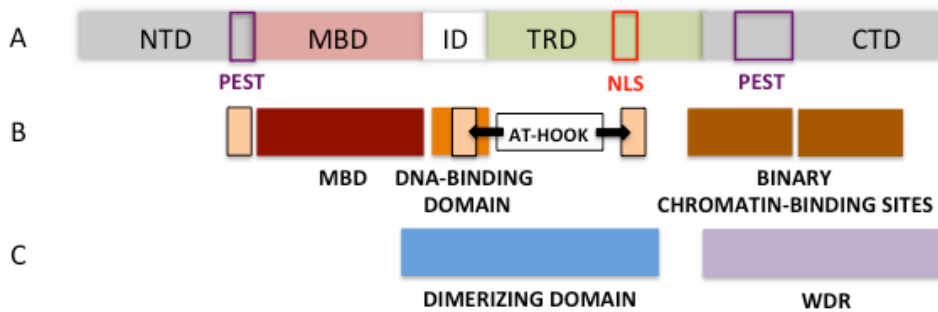 A NTD MBD ID TRD CTD
PEST NLS PEST
B AT-HOOK
MBD DNA-BINDING DOMAIN BINARY CHROMATIN-BINDING SITES
C
DIMERIZING DOMAIN WDR